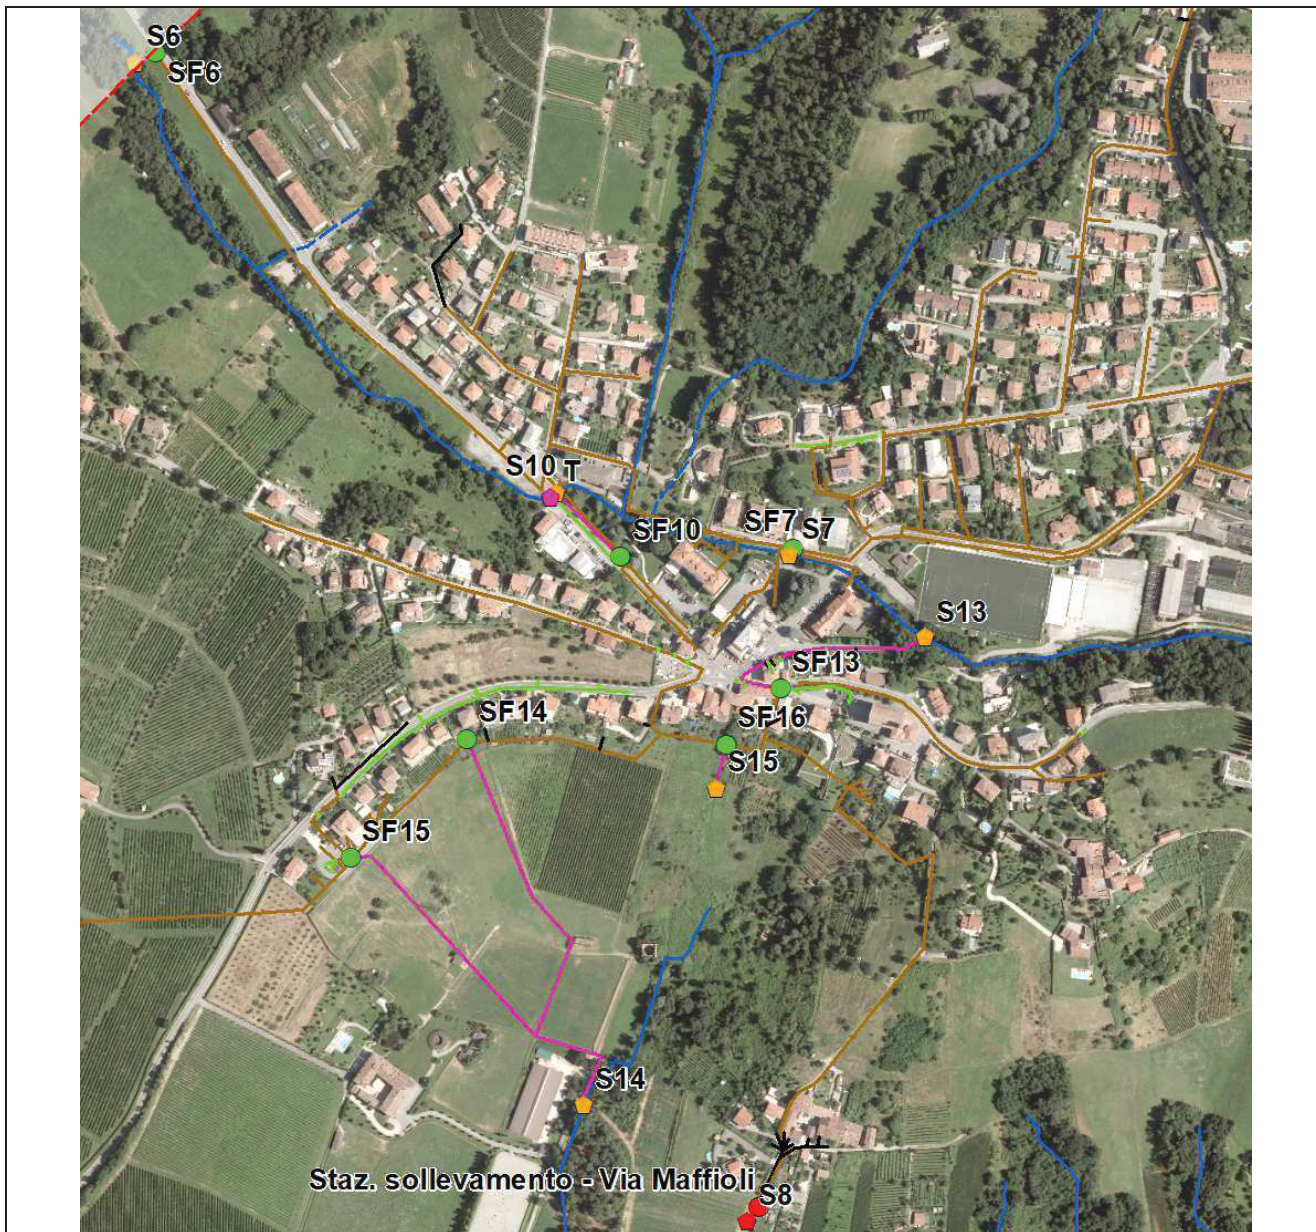 S6
SF6
S10 T
SF10
SF7
S7
S13
SF13
SF14
SF16
S15
SF15
S14
Staz. sollevamento - Via Maffioli
S8